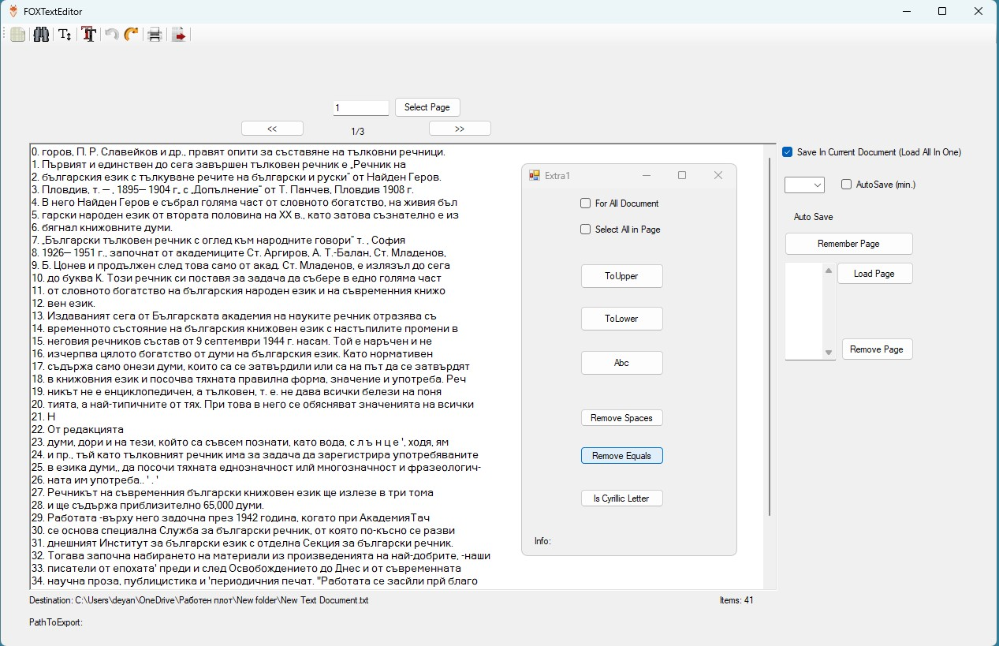 FOXTextEditor
1
Select Page
<<
1/3
>>
0. горов, П. Р. Славейков и др., правят опити за съставяне на тълковни речници.
1. Първият и единствен до сега завършен тълковен речник е „Речник на
2. българския език с тълкуване речите на български и руски“ от Найден Геров.
3. Пловдив, т. — , 1895— 1904 г„ с „Допълнение“ от Т. Панчев, Пловдив 1908 г.
4. В него Найден Геров е събрал голяма част от словното богатство, на живия бъл
5. гарски народен език от втората половина на XX в., като затова съзнателно е из
6. бягнал книжовните думи.
7. „Български тълковен речник с оглед към народните говори“ т. , София
8. 1926— 1951 г., започнат от академиците Ст. Аргиров, А. Т.-Балан, Ст. Младенов,
9. Б. Цонев и продължен след това само от акад. Ст. Младенов, е излязъл до сега
10. до буква К. Този речник си поставя за задача да събере в едно голяма част
11. от словното богатство на българския народен език и на съвременния книжо
12. вен език.
13. Издаваният сега от Българската академия на науките речник отразява съ
14. временното състояние на българския книжовен език с настъпилите промени в
15. неговия речников състав от 9 септември 1944 г. насам. Той е наръчен и не
16. изчерпва цялото богатство от думи на българския език. Като нормативен
17. съдържа само онези думи, които са се затвърдили или са на път да се затвърдят
18. в книжовния език и посочва тяхната правилна форма, значение и употреба. Реч
19. никът не е енциклопедичен, а тълковен, т. е. не дава всички белези на поня
20. тията, а най-типичните от тях. При това в него се обясняват значенията на всички
21. Н
22. От редакцията
23. думи, дори и на тези, който са съвсем познати, като вода, с л ъ н ц е ', ходя, ям
24. и пр., тъй като тълковният речник има за задача да зарегистрира употребяваните
25. в езика думи,, да посочи тяхната еднозначност илй многозначност и фразеологич-
26. ната им употреба.. ' . '
27. Речникът на съвременния български книжовен език ще излезе в три тома
28. и ще съдържа приблизително 65,000 думи.
29. Работата -върху него задочна през 1942 година, когато при АкадемияТач
30. се основа специална Служба за български речник, от която по-късно се разви
31. днешният Институт за български език с отделна Секция за български речник.
32. Тогава започна набирането на материали из произведенията на най-добрите, -наши
33. писатели от епохата' преди и след Освобождението до Днес и от съвременната
34. научна проза, публицистика и 'периодичния печат. "Работата се засйли прй благо
Extra1
For All Document
Select All in Page
ToUpper
ToLower
Abc
Remove Spaces
Remove Equals
Is Cyrillic Letter
Info:
Save In Current Document (Load All In One)
AutoSave (min.)
Auto Save
Remember Page
Load Page
Remove Page
Destination: C:\Users\deyan\OneDrive\Работен плот\New folder\New Text Document.txt
Items: 41
PathToExport: